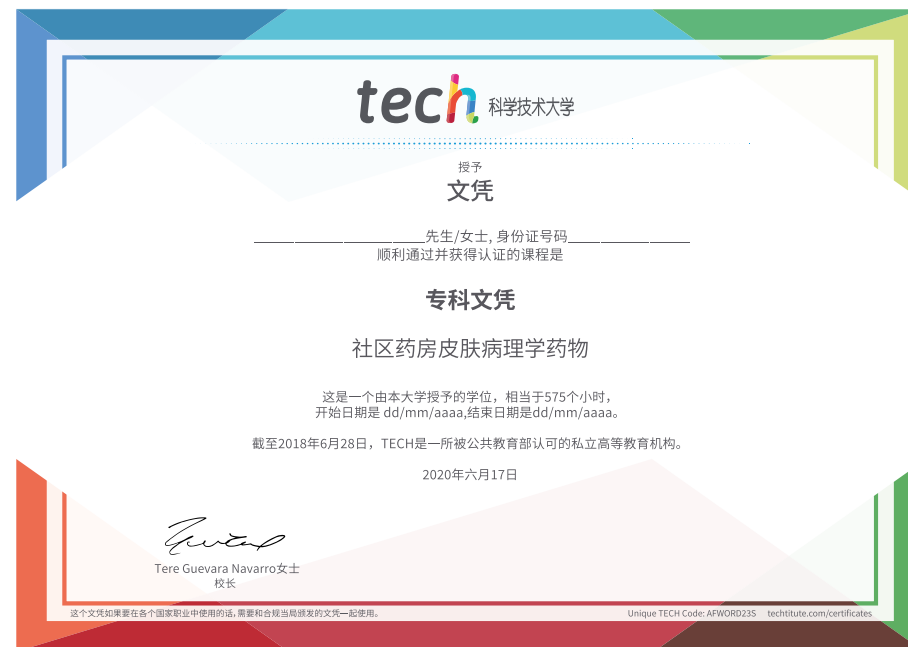 tech 科学技术大学
授予
文凭
先生/女士, 身份证号码
顺利通过并获得认证的课程是
专科文凭
社区药房皮肤病理学药物
这是一个由本大学授予的学位，相当于575个小时，
开始日期是 dd/mm/aaaa,结束日期是dd/mm/aaaa。
截至2018年6月28日，TECH是一所被公共教育部认可的私立高等教育机构。
2020年六月17日
Tere Guevara Navarro女士
校长
这个文凭如果要在各个国家职业中使用的话,需要和合规当局颁发的文凭一起使用。
Unique TECH Code: AFWORD23S techtitute.com/certificates